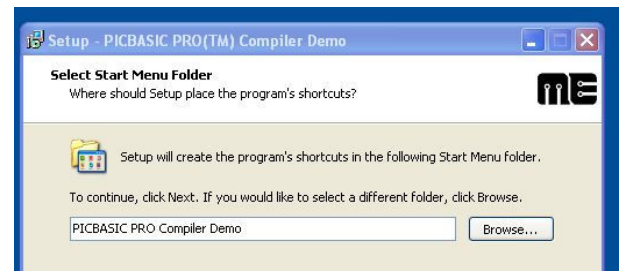 Setup - PICBASIC PRO(TM) Compiler Demo
Select Start Menu Folder
Where should Setup place the program's shortcuts?
ME
Setup will create the program's shortcuts in the following Start Menu folder.
To continue, click Next. If you would like to select a different folder, click Browse.
PICBASIC PRO Compiler Demo
Browse...